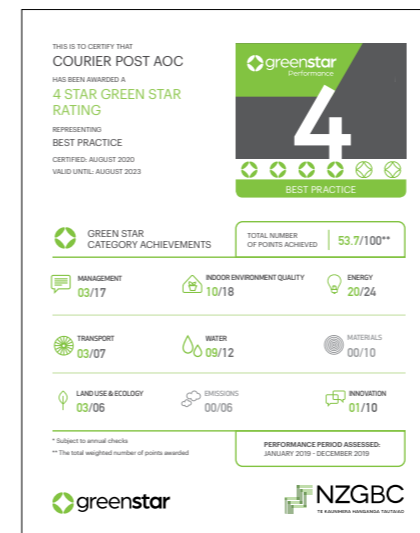 THIS IS TO CERTIFY THAT
COURIER POST AOC
HAS BEEN AWARDED A
4 STAR GREEN STAR
RATING
REPRESENTING
BEST PRACTICE
CERTIFIED: AUGUST 2020
VALID UNTIL: AUGUST 2023
greenstar
Performance
4
BEST PRACTICE
GREEN STAR
CATEGORY ACHIEVEMENTS
TOTAL NUMBER
OF POINTS ACHIEVED
53.7/100**
MANAGEMENT
03/17
INDOOR ENVIRONMENT QUALITY
10/18
ENERGY
20/24
TRANSPORT
03/07
WATER
09/12
MATERIALS
00/10
LAND USE & ECOLOGY
03/06
EMISSIONS
00/06
INNOVATION
01/10
* Subject to annual checks
** The total weighted number of points awarded
PERFORMANCE PERIOD ASSESSED:
JANUARY 2019 - DECEMBER 2019
greenstar
NZGBC
TE KAUNIHERA HANGANGA TAUTAIAO